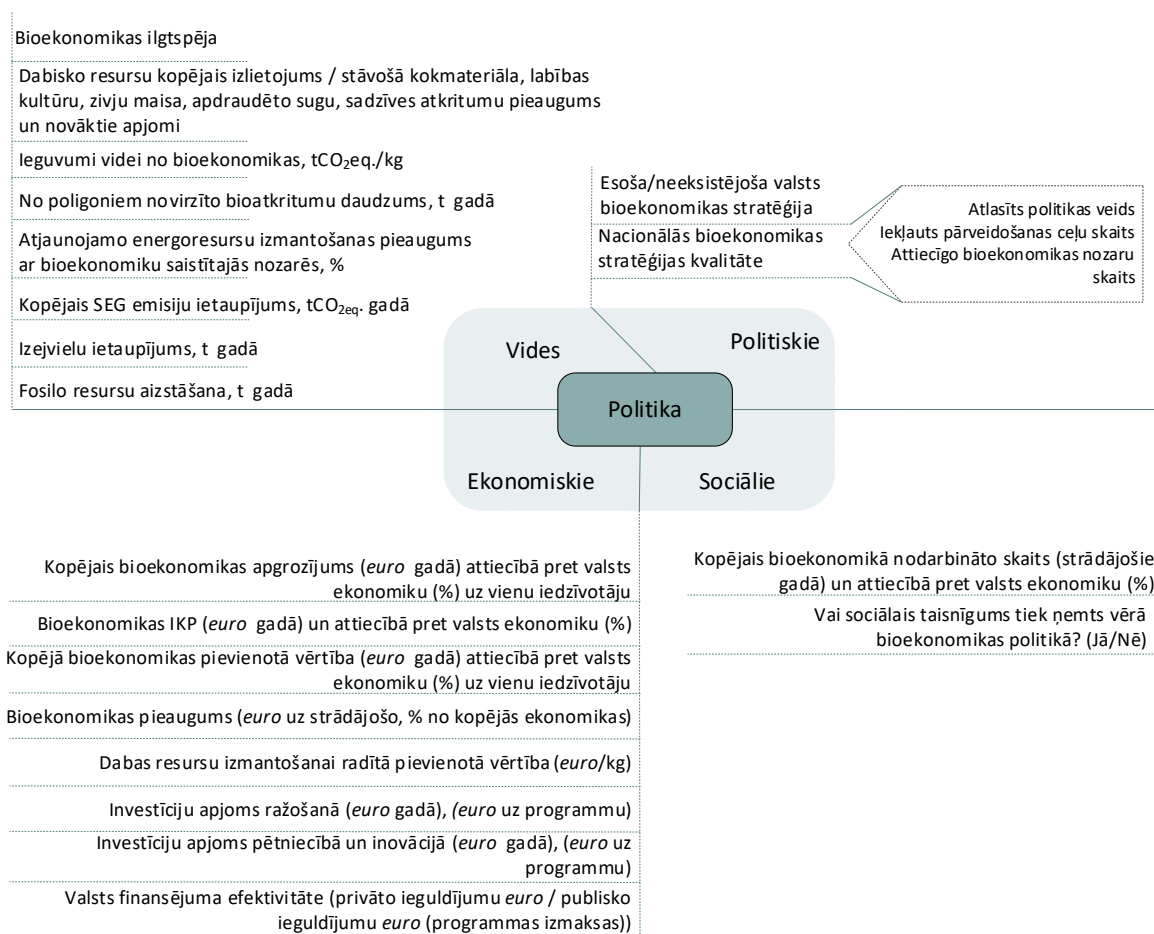 Bioekonomikas ilgtspēja
Dabisko resursu kopējais izlietojums / stāvošā kokmateriāla, labības
kultūru, zivju maisa, apdraudēto sugu, sadzīves atkritumu pieaugums
un novāktie apjomi
Ieguvumi videi no bioekonomikas, tCO₂eq./kg
No poligoniem novirzīto bioatkritumu daudzums, t gadā
Atjaunojamo energoresursu izmantošanas pieaugums
ar bioekonomiku saistītajās nozarēs, %
Kopējais SEG emisiju ietaupījums, tCO₂eq. gadā
Izejvielu ietaupījums, t gadā
Fosilo resursu aizstāšana, t gadā
Esoša/neeksistējoša valsts
bioekonomikas stratēģija
Nacionālās bioekonomikas
stratēģijas kvalitāte
Atlasīts politikas veids
Iekļauts pārveidošanas ceļu skaits
Attiecīgo bioekonomikas nozaru
skaits
Vides
Politiskie
Politika
Ekonomiskie
Sociālie
Kopējais bioekonomikas apgrozījums (euro gadā) attiecībā pret valsts
ekonomiku (%) uz vienu iedzīvotāju
Bioekonomikas IKP (euro gadā) un attiecībā pret valsts ekonomiku (%)
Kopējā bioekonomikas pievienotā vērtība (euro gadā) attiecībā pret valsts
ekonomiku (%) uz vienu iedzīvotāju
Bioekonomikas pieaugums (euro uz strādājošo, % no kopējās ekonomikas)
Dabas resursu izmantošanai radītā pievienotā vērtība (euro/kg)
Investīciju apjoms ražošanā (euro gadā), (euro uz programmu)
Investīciju apjoms pētniecībā un inovācijā (euro gadā), (euro uz
programmu)
Valsts finansējuma efektivitāte (privāto ieguldījumu euro / publisko
ieguldījumu euro (programmas izmaksas))
Kopējais bioekonomikā nodarbināto skaits (strādājošie
gadā) un attiecībā pret valsts ekonomiku (%)
Vai sociālais taisnīgums tiek ņemts vērā
bioekonomikas politikā? (Jā/Nē)